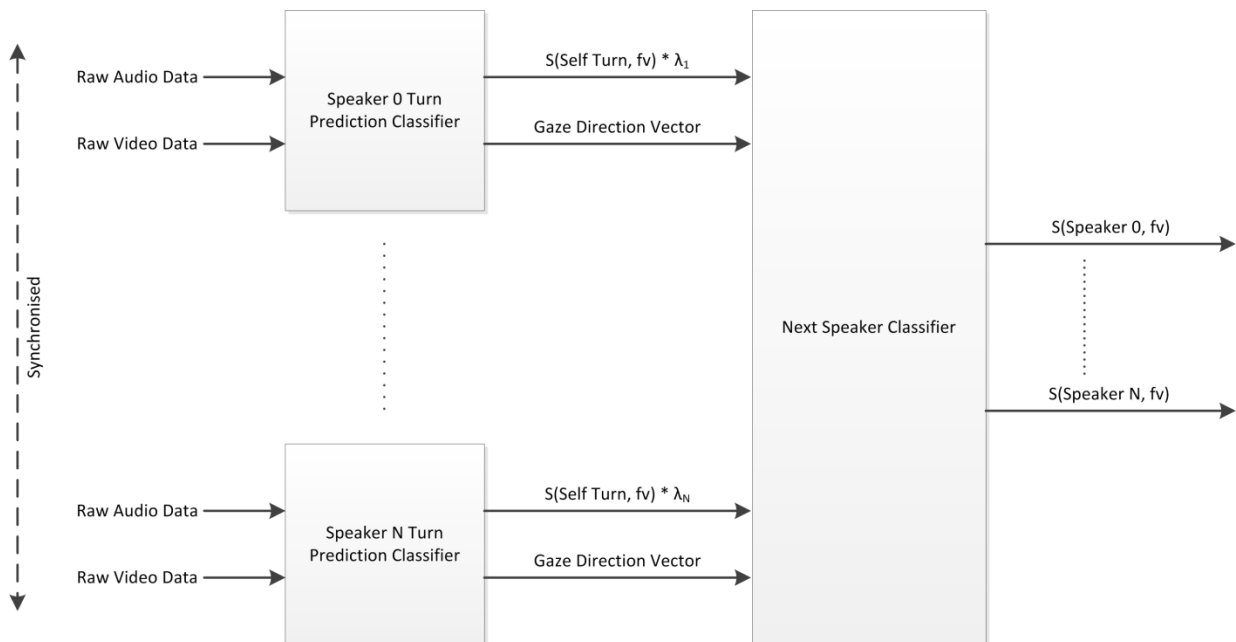 Raw Audio Data
Raw Video Data
Speaker 0 Turn
Prediction Classifier
S(Self Turn, fv) * λ₁
Gaze Direction Vector
Synchronised
Next Speaker Classifier
S(Speaker 0, fv)
S(Speaker N, fv)
Raw Audio Data
Raw Video Data
Speaker N Turn
Prediction Classifier
S(Self Turn, fv) * λ_N
Gaze Direction Vector